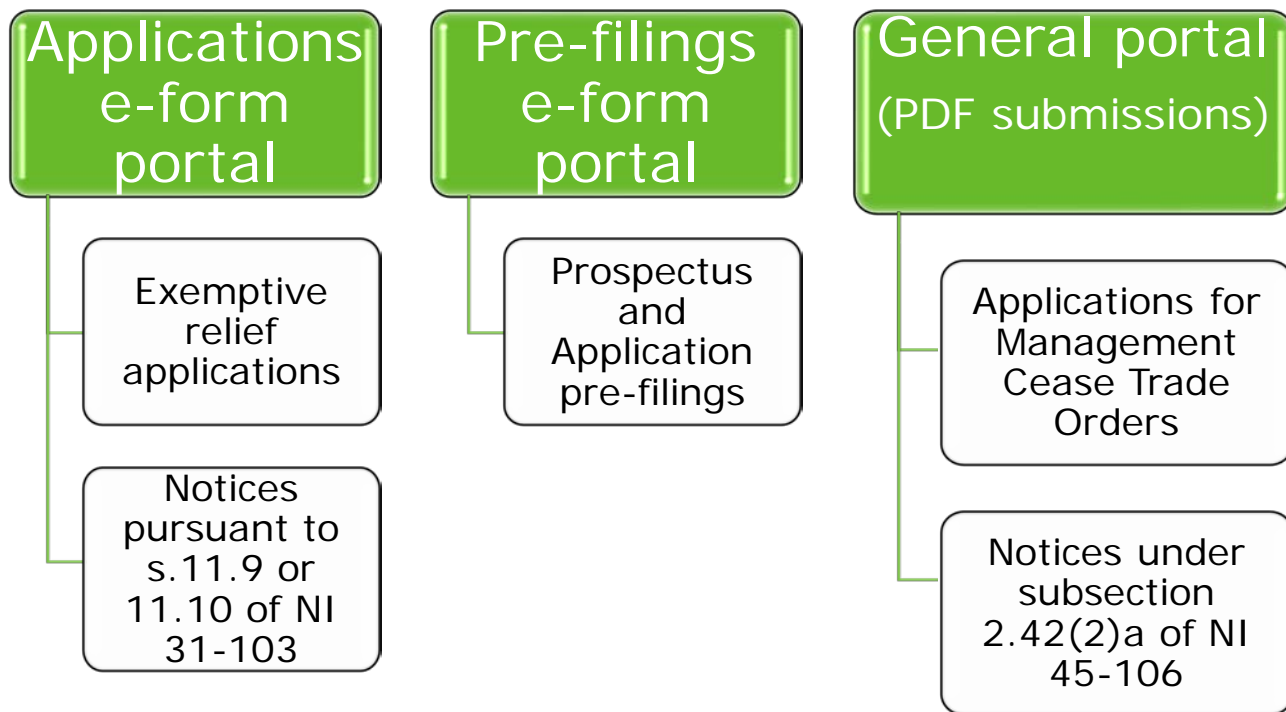 Applications
e-form
portal
Exemptive
relief
applications
Notices
pursuant to
s.11.9 or
11.10 of NI
31-103
Pre-filings
e-form
portal
Prospectus
and
Application
pre-filings
General portal
(PDF submissions)
Applications for
Management
Cease Trade
Orders
Notices under
subsection
2.42(2)a of NI
45-106